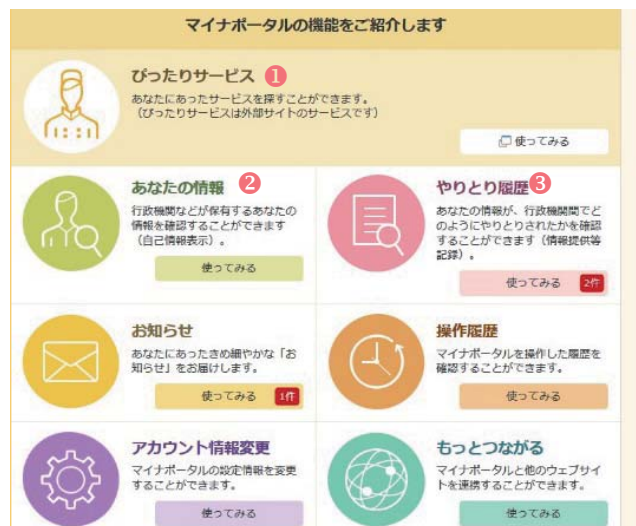 マイナポータルの機能をご紹介します
ぴったりサービス ❶
あなたにあったサービスを探すことができます。
（ぴったりサービスは外部サイトのサービスです）
使ってみる
あなたの情報 ❷
行政機関などが保有するあなたの
情報を確認することができます
（自己情報表示）。
使ってみる
やりとり履歴❸
あなたの情報が、行政機関間でど
のようにやりとりされたかを確認
することができます（情報提供等
記録）。
使ってみる 2件
お知らせ
あなたにあったきめ細やかな「お
知らせ」をお届けします。
使ってみる 1件
操作履歴
マイナポータルを操作した履歴を
確認することができます。
使ってみる
アカウント情報変更
マイナポータルの設定情報を変更
することができます。
使ってみる
もっとつながる
マイナポータルと他のウェブサイ
トを連携することができます。
使ってみる